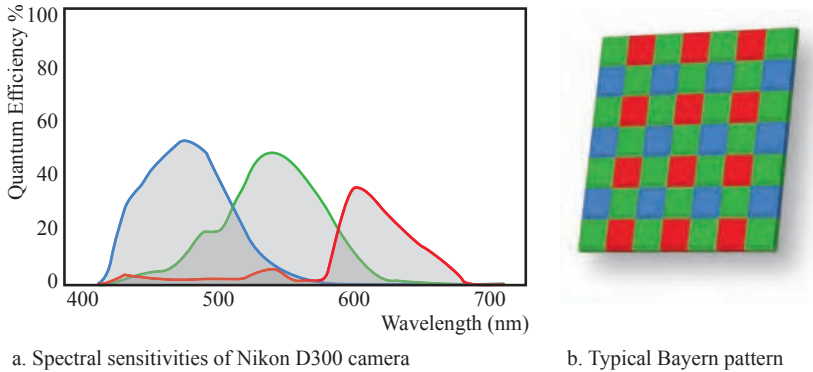 Quantum Efficiency %
100
80
60
40
20
0
400 500 600 700
Wavelength (nm)
a. Spectral sensitivities of Nikon D300 camera
b. Typical Bayern pattern